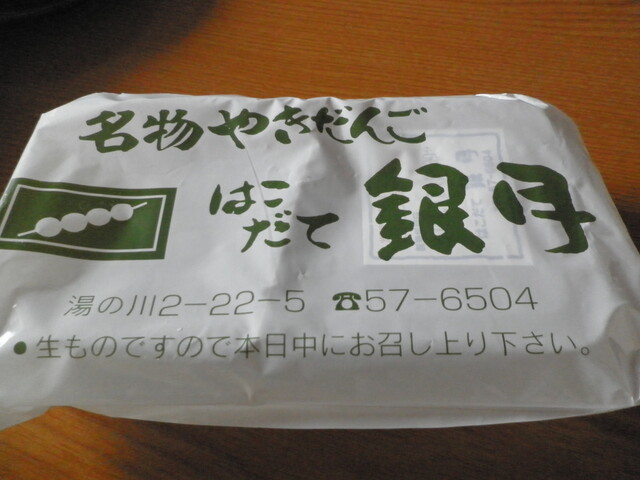 名物やきだんご
はこ
だて
銀月
湯の川2-22-5 ☎57-6504
●生ものですので本日中にお召し上り下さい。